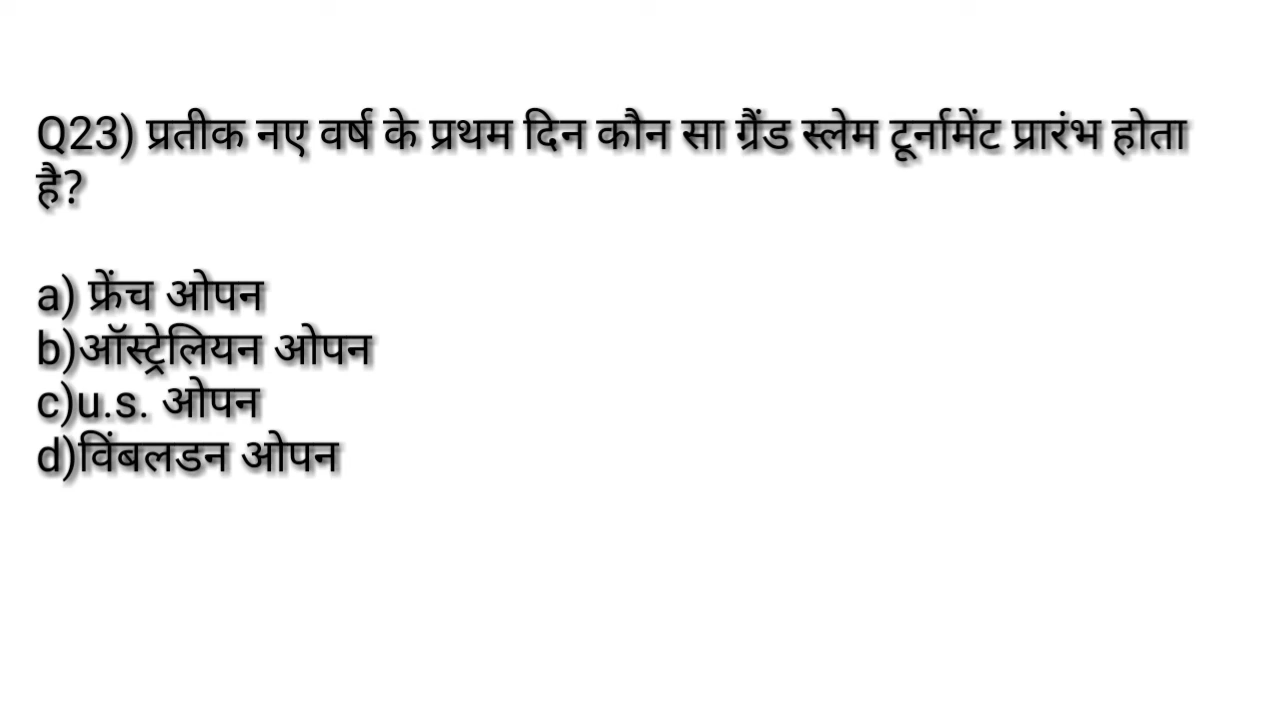 Q23) प्रतीक नए वर्ष के प्रथम दिन कौन सा ग्रैंड स्लेम टूर्नामेंट प्रारंभ होता
है?
a) फ्रेंच ओपन
b)ऑस्ट्रेलियन ओपन
c)u.s. ओपन
d)विंबलडन ओपन